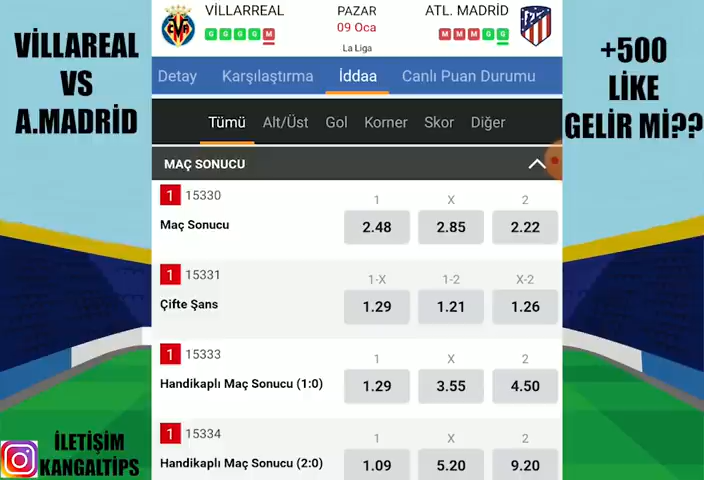 VİLLAREAL
VS
A.MADRİD
VİLLARREAL
G G G G M
PAZAR
09 Oca
La Liga
ATL. MADRİD
M M M G G
+500
LİKE
GELİR Mİ??
Detay Karşılaştırma İddaa Canlı Puan Durumu
Tümü Alt/Üst Gol Korner Skor Diğer
MAÇ SONUCU
1 15330 1 X 2
Maç Sonucu 2.48 2.85 2.22
1 15331 1-X 1-2 X-2
Çifte Şans 1.29 1.21 1.26
1 15333 1 X 2
Handikaplı Maç Sonucu (1:0) 1.29 3.55 4.50
1 15334 1 X 2
Handikaplı Maç Sonucu (2:0) 1.09 5.20 9.20
İLETİŞİM
KANGALTİPS